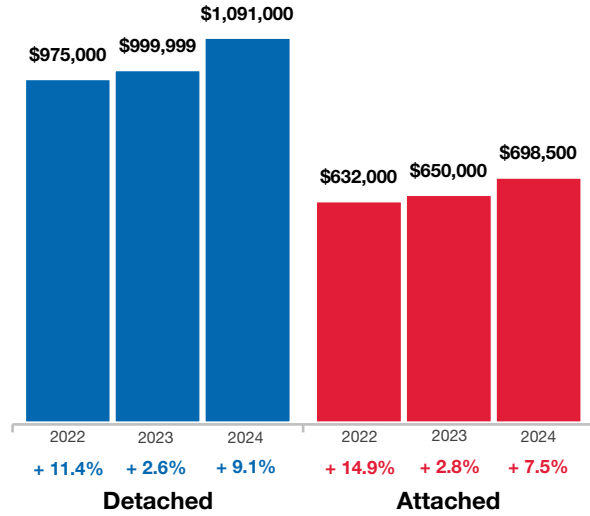 $975,000 $999,999 $1,091,000
$632,000 $650,000 $698,500
2022 2023 2024 2022 2023 2024
+ 11.4% + 2.6% + 9.1% + 14.9% + 2.8% + 7.5%
Detached Attached